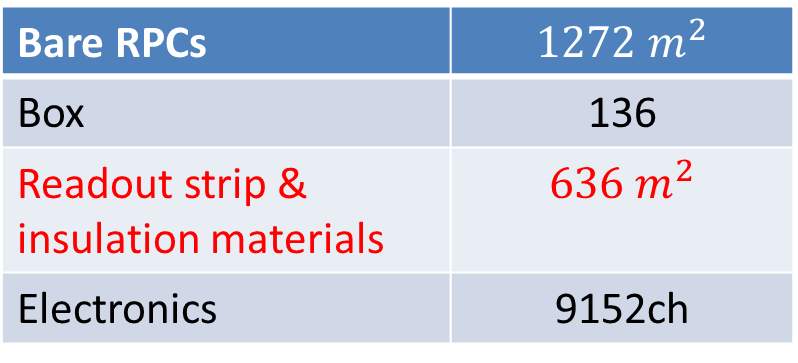 Bare RPCs 1272 m²
Box 136
Readout strip & 636 m²
insulation materials
Electronics 9152ch